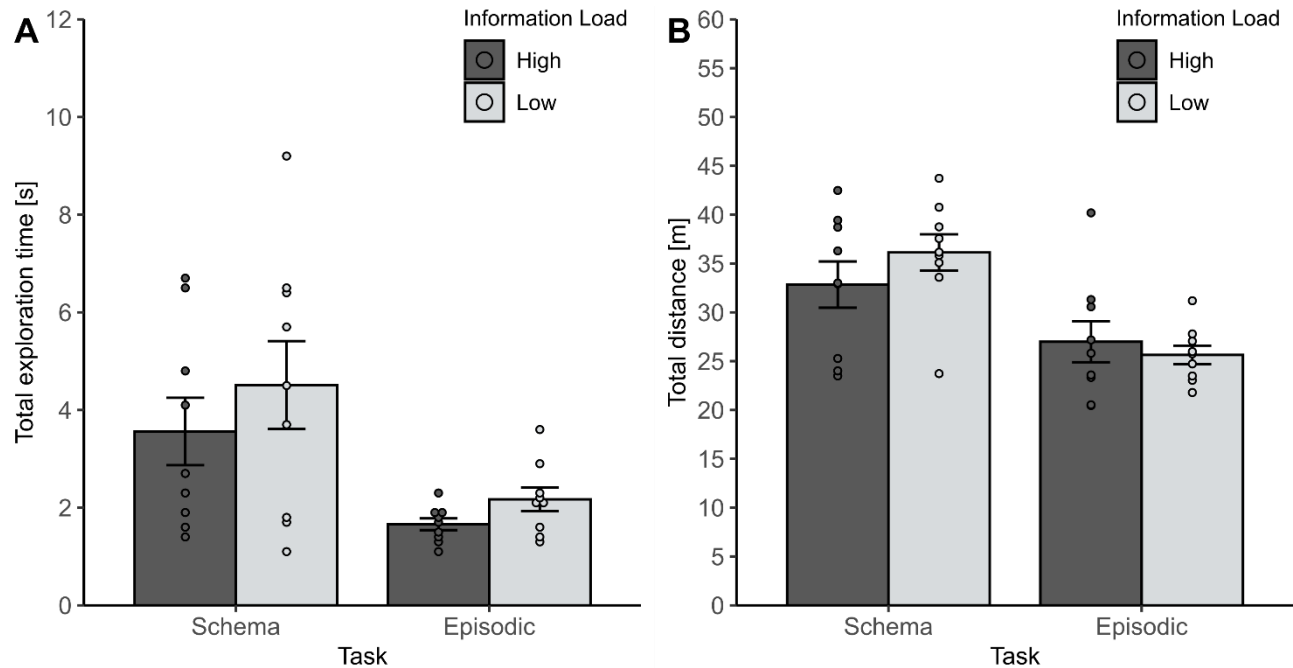 A
Information Load
High
Low
Total exploration time [s]
12
10
8
6
4
2
0
Schema
Episodic
Task
B
Information Load
High
Low
Total distance [m]
60
55
50
45
40
35
30
25
20
15
10
5
0
Schema
Episodic
Task